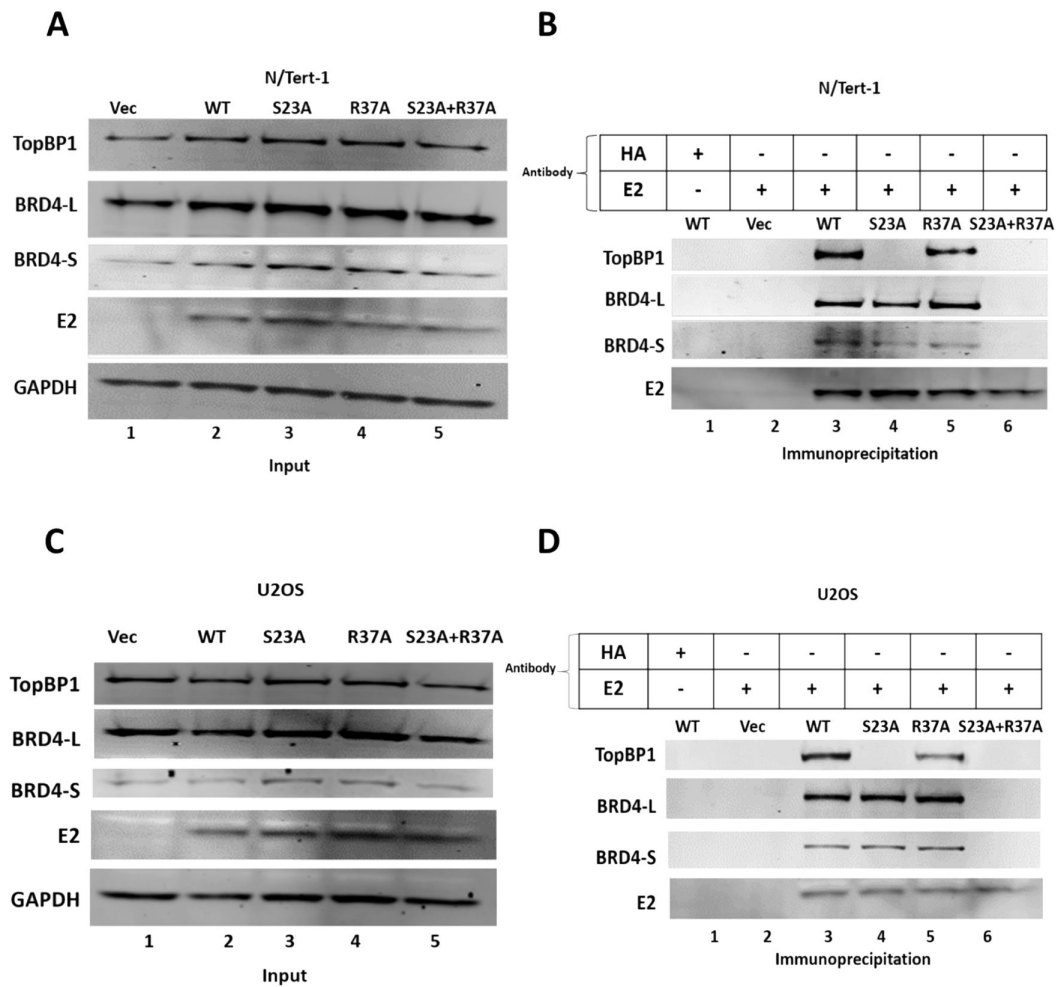 A
N/Tert-1
Vec WT S23A R37A S23A+R37A
TopBP1
BRD4-L
BRD4-S
E2
GAPDH
1 2 3 4 5
Input
B
N/Tert-1
Antibody
HA + - - - - -
E2 - + + + + +
WT Vec WT S23A R37A S23A+R37A
TopBP1
BRD4-L
BRD4-S
E2
1 2 3 4 5 6
Immunoprecipitation
C
U2OS
Vec WT S23A R37A S23A+R37A
TopBP1
BRD4-L
BRD4-S
E2
GAPDH
1 2 3 4 5
Input
D
U2OS
Antibody
HA + - - - - -
E2 - + + + + +
WT Vec WT S23A R37A S23A+R37A
TopBP1
BRD4-L
BRD4-S
E2
1 2 3 4 5 6
Immunoprecipitation